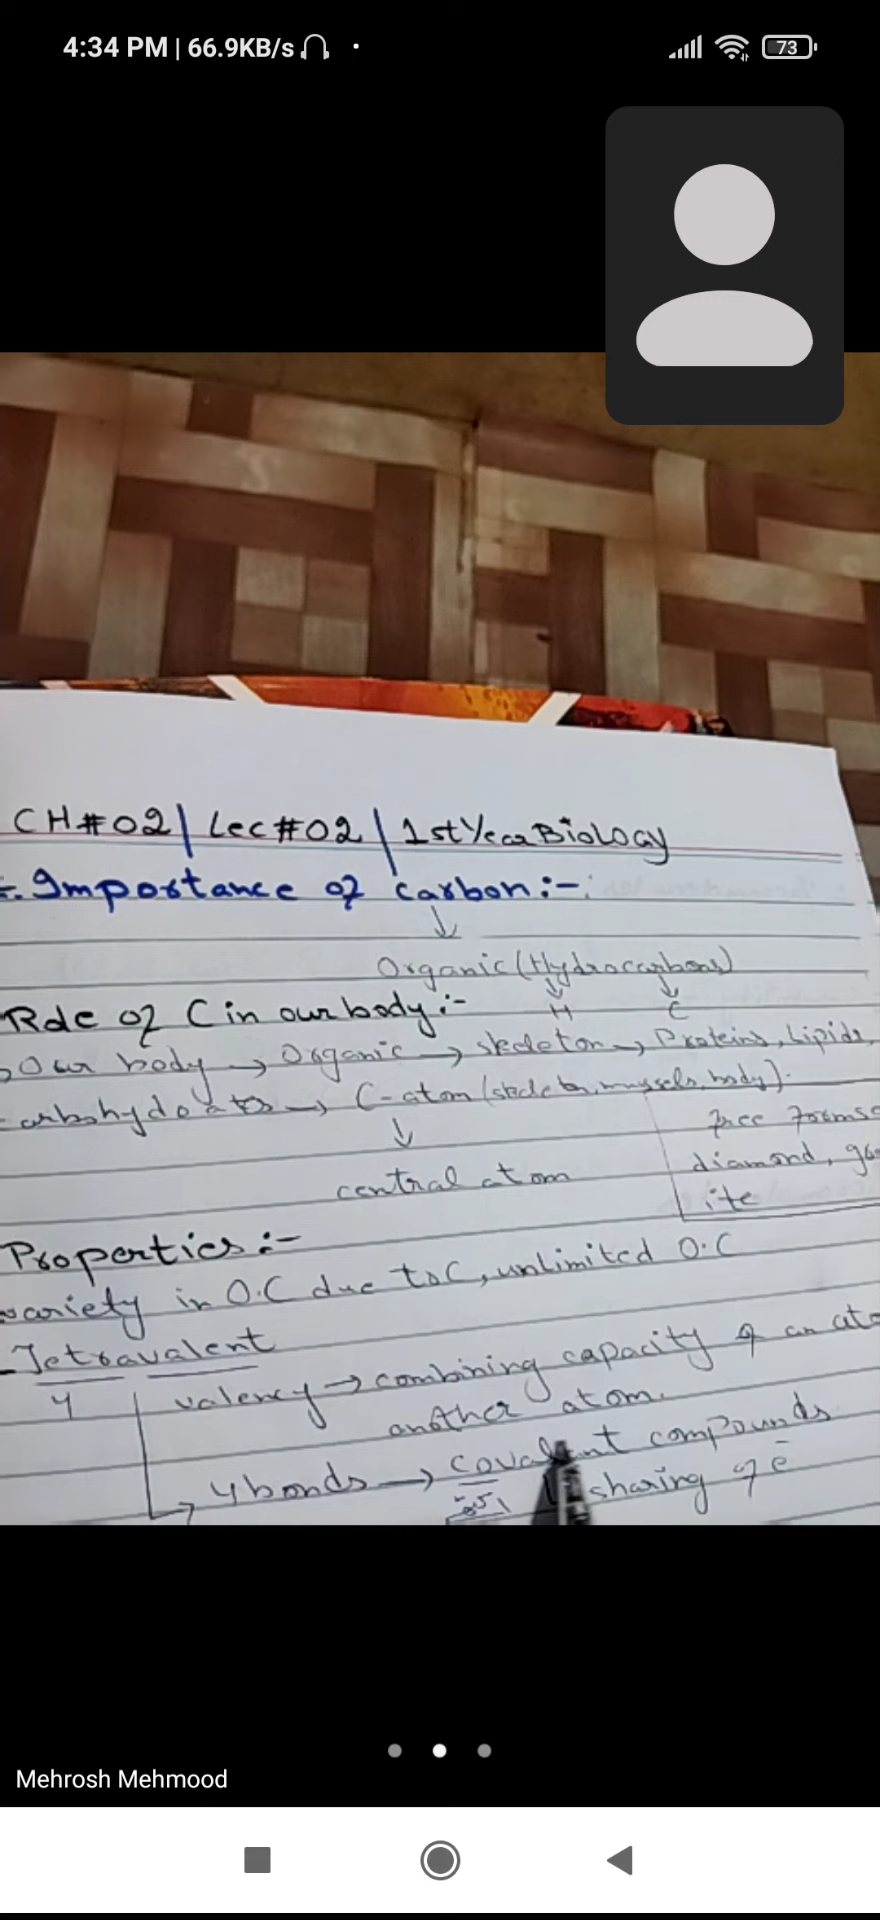 4:34 PM | 66.9KB/s
73
CH#02 | Lec#02 | 1st Year Biology
Importance of carbon:-
↓
Organic (Hydrocarbons)
H C
Role of C in our body:-
Our body → Organic → skeleton → Proteins, Lipids,
arbohydrates → C-atom (skeleton, mussels, body).
↓
free forms
central atom
diamond, gra
ite
Properties:-
variety in O.C due to C, unlimited O.C
Tetravalent
4
valency → combining capacity of an ato
another atom.
4 bonds → covalent compounds
sharing of e⁻
Mehrosh Mehmood